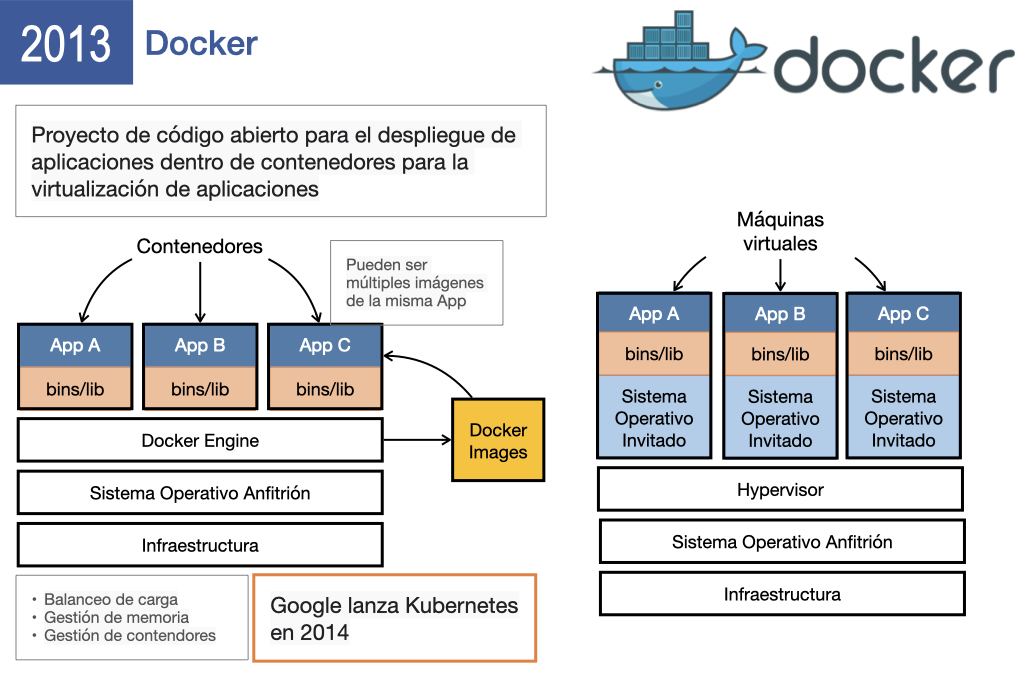 2013
Docker
docker
Proyecto de código abierto para el despliegue de
aplicaciones dentro de contenedores para la
virtualización de aplicaciones
Contenedores
Pueden ser
múltiples imágenes
de la misma App
App A
App B
App C
bins/lib
bins/lib
bins/lib
Docker Engine
Docker
Images
Sistema Operativo Anfitrión
Infraestructura
• Balanceo de carga
• Gestión de memoria
• Gestión de contendores
Google lanza Kubernetes
en 2014
Máquinas
virtuales
App A
App B
App C
bins/lib
bins/lib
bins/lib
Sistema
Operativo
Invitado
Sistema
Operativo
Invitado
Sistema
Operativo
Invitado
Hypervisor
Sistema Operativo Anfitrión
Infraestructura